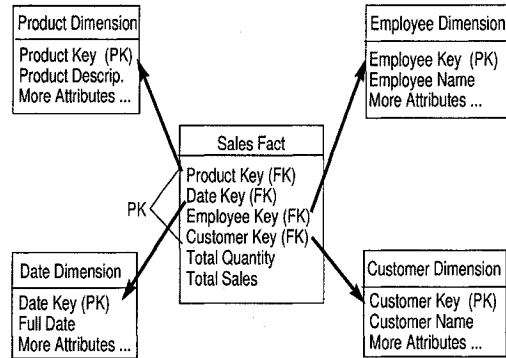 Product Dimension
Product Key (PK)
Product Descrip.
More Attributes ...
Employee Dimension
Employee Key (PK)
Employee Name
More Attributes ...
Sales Fact
Product Key (FK)
Date Key (FK)
Employee Key (FK)
Customer Key (FK)
Total Quantity
Total Sales
PK
Date Dimension
Date Key (PK)
Full Date
More Attributes ...
Customer Dimension
Customer Key (PK)
Customer Name
More Attributes ...